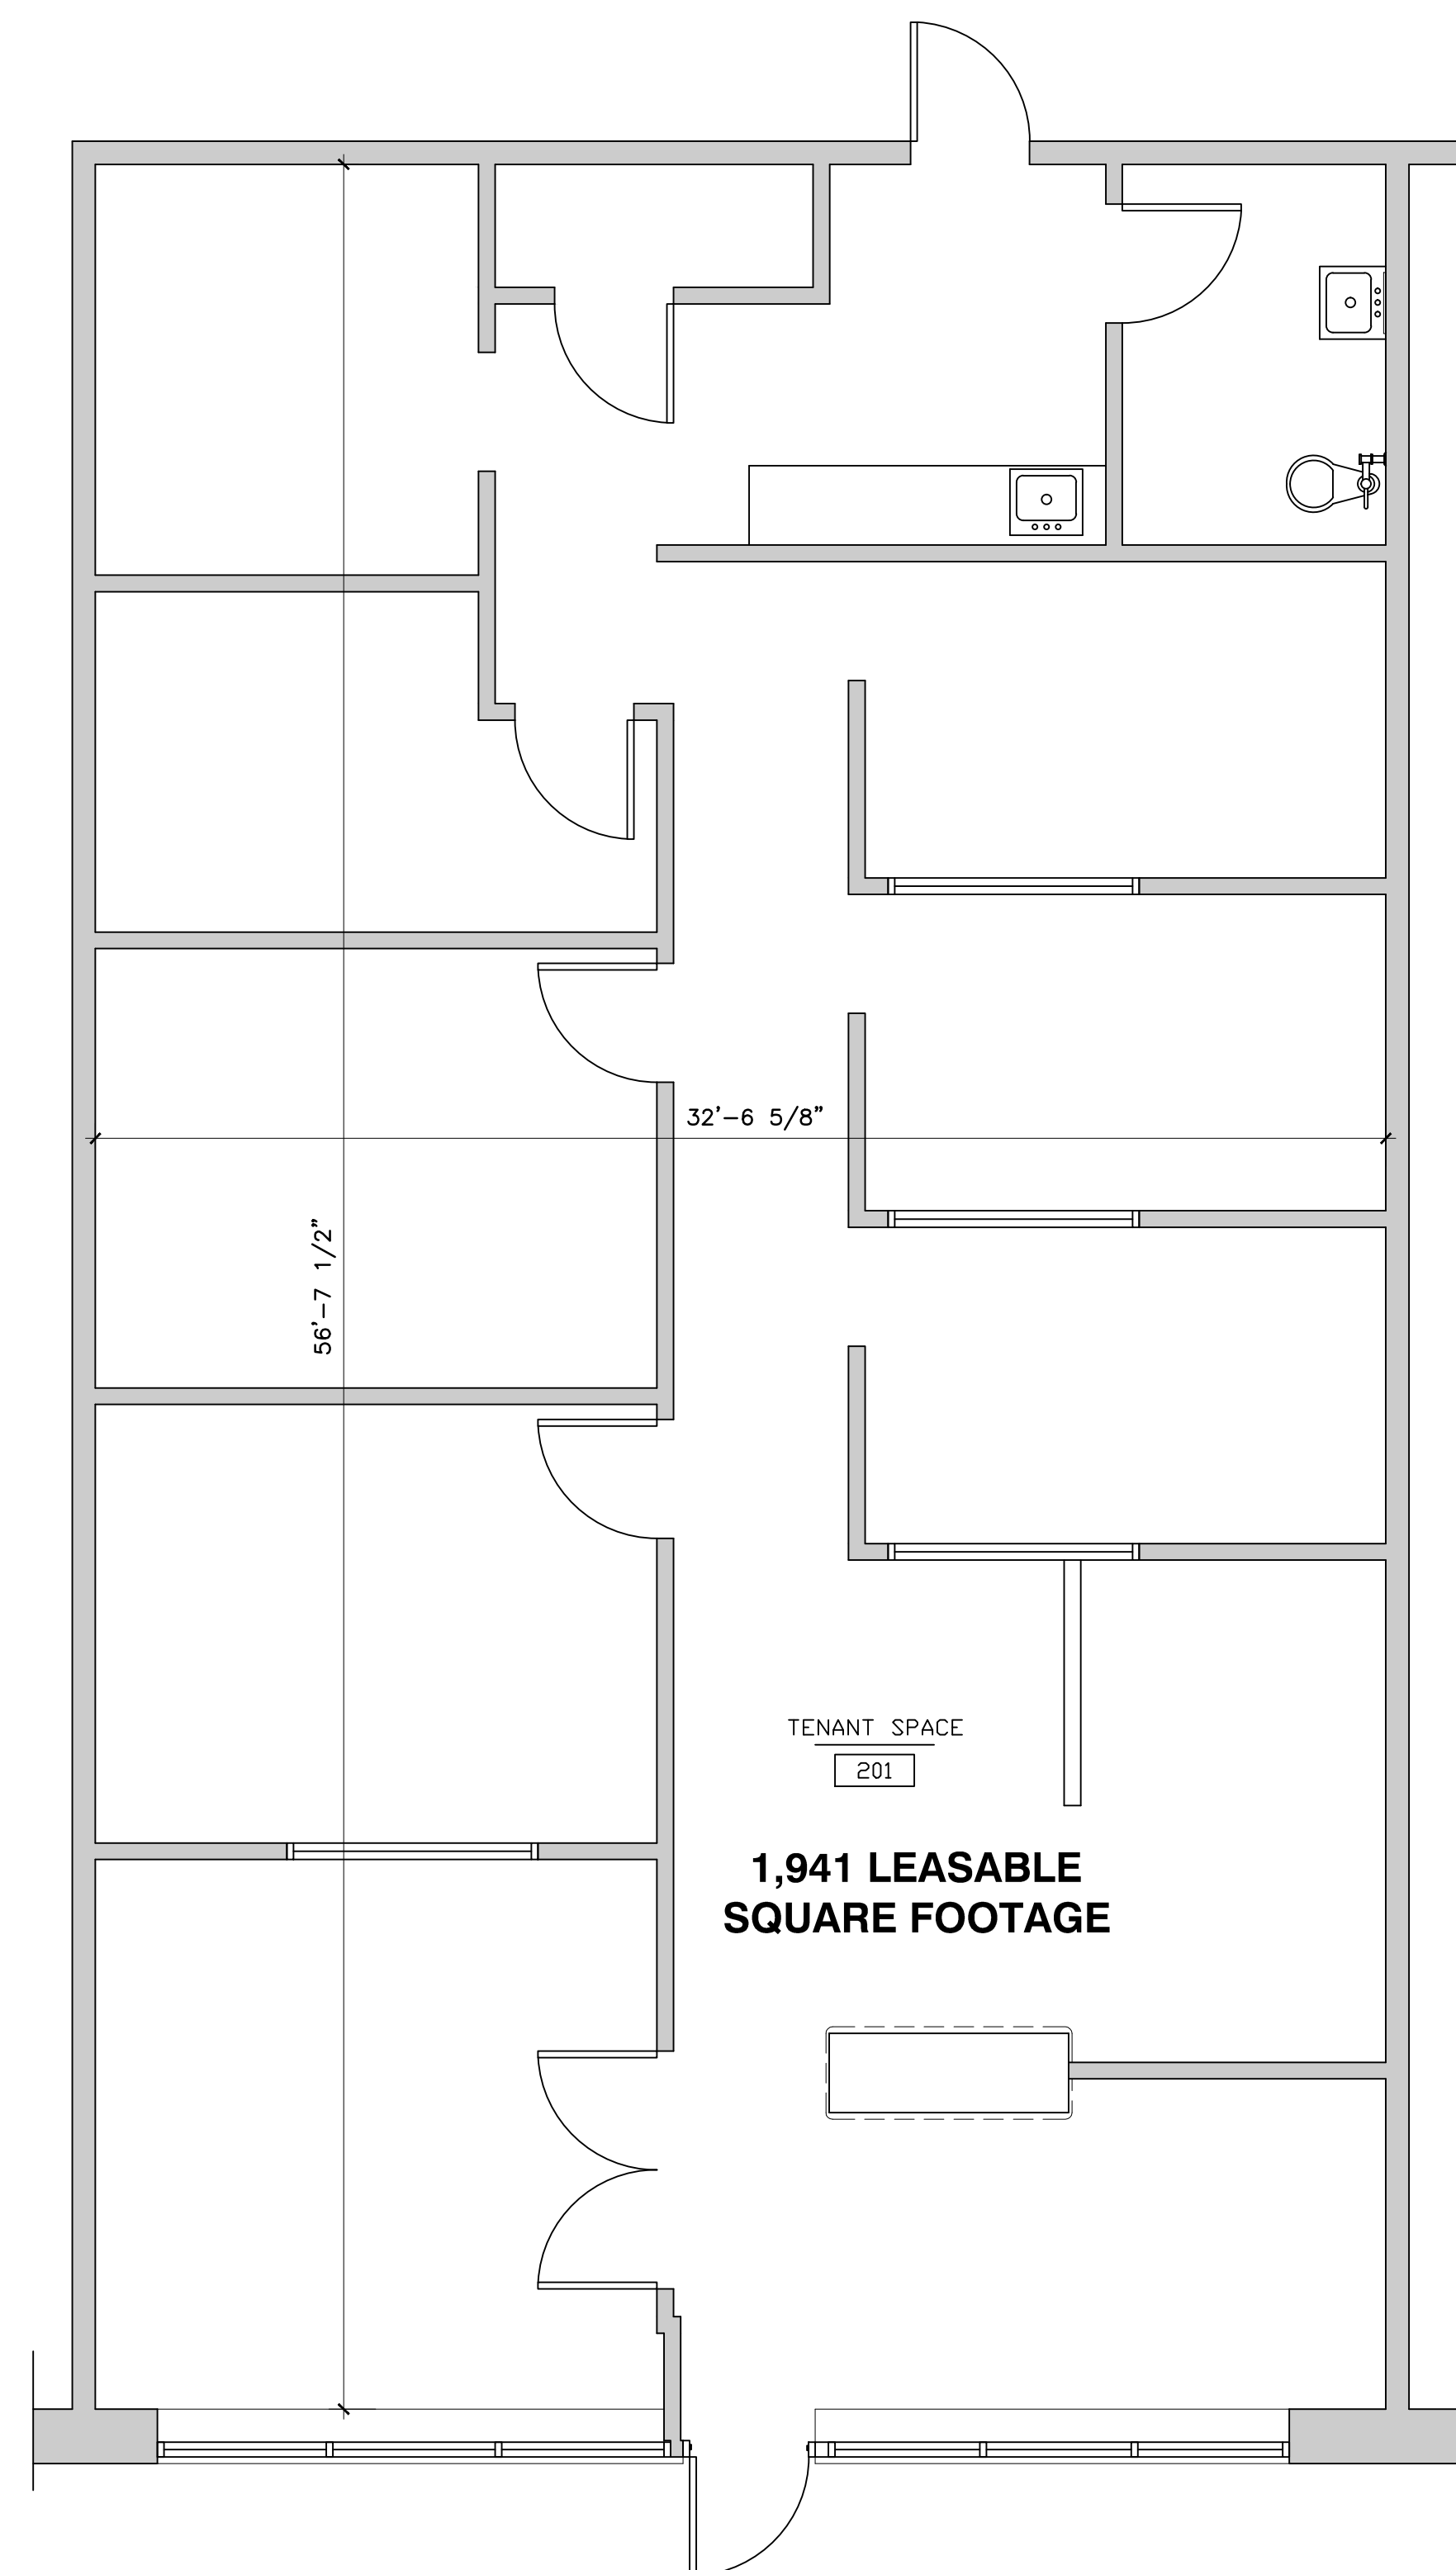 32'-6 5/8"
56'-7 1/2"
TENANT SPACE
201
1,941 LEASABLE
SQUARE FOOTAGE